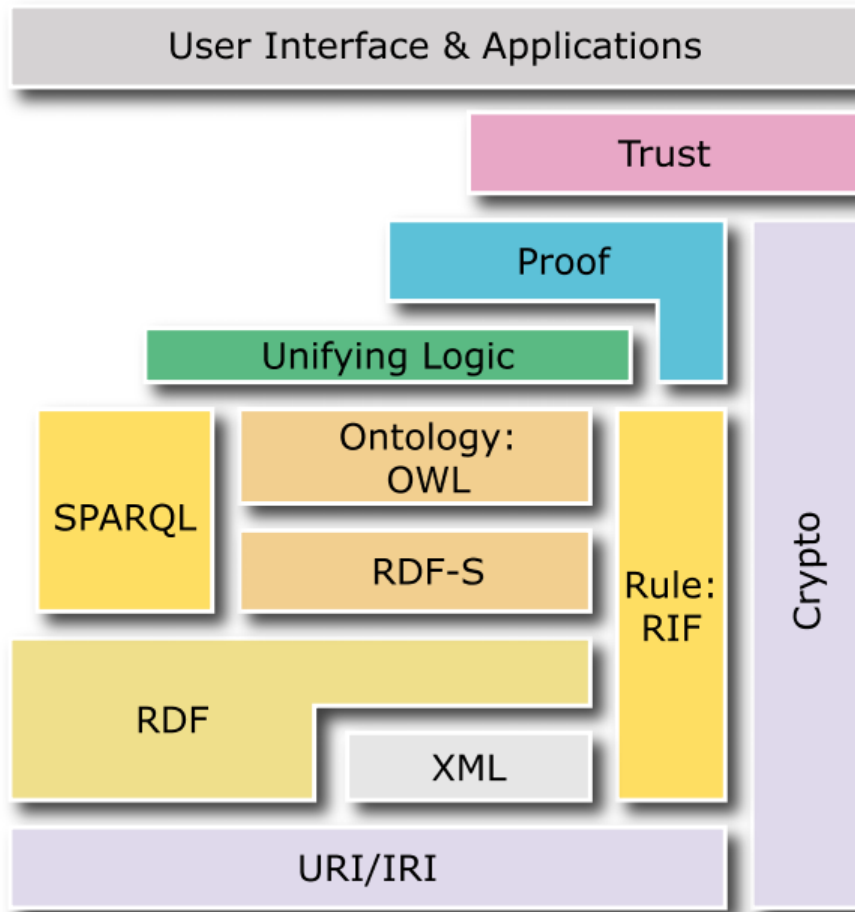 User Interface & Applications
Trust
Proof
Unifying Logic
SPARQL
Ontology:
OWL
RDF-S
Rule:
RIF
Crypto
RDF
XML
URI/IRI